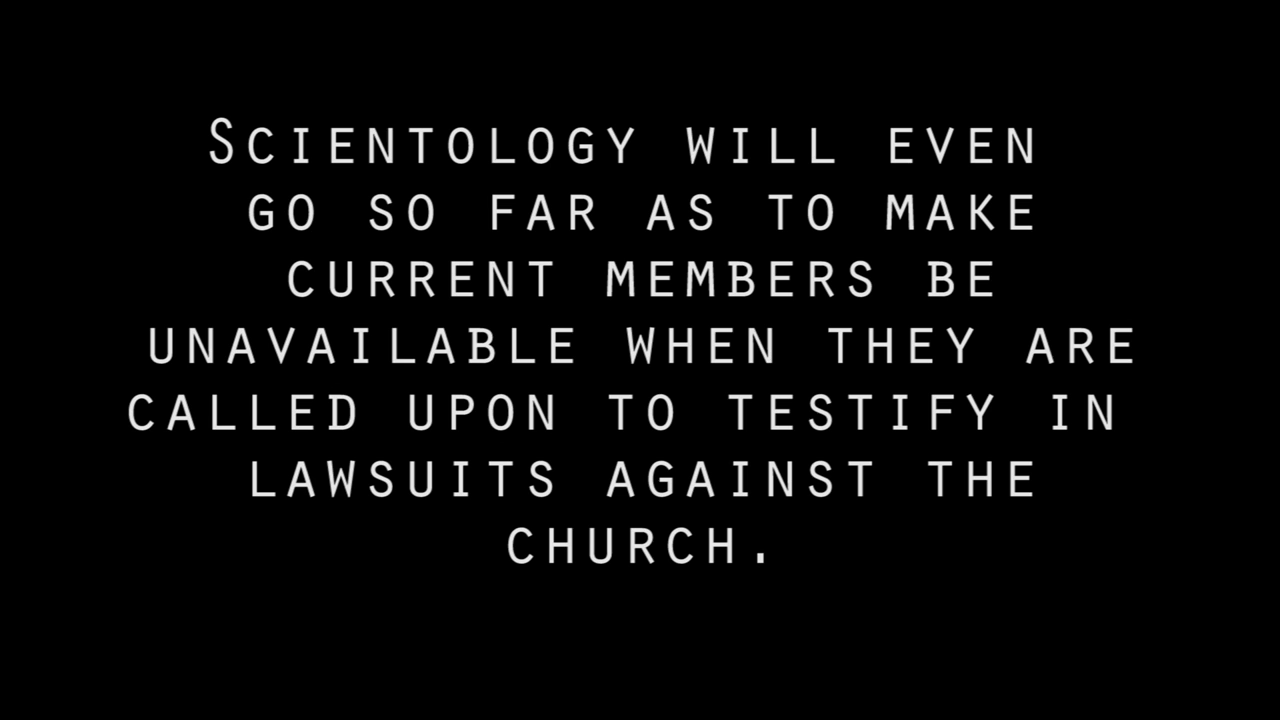 Scientology will even
go so far as to make
current members be
unavailable when they are
called upon to testify in
lawsuits against the
church.